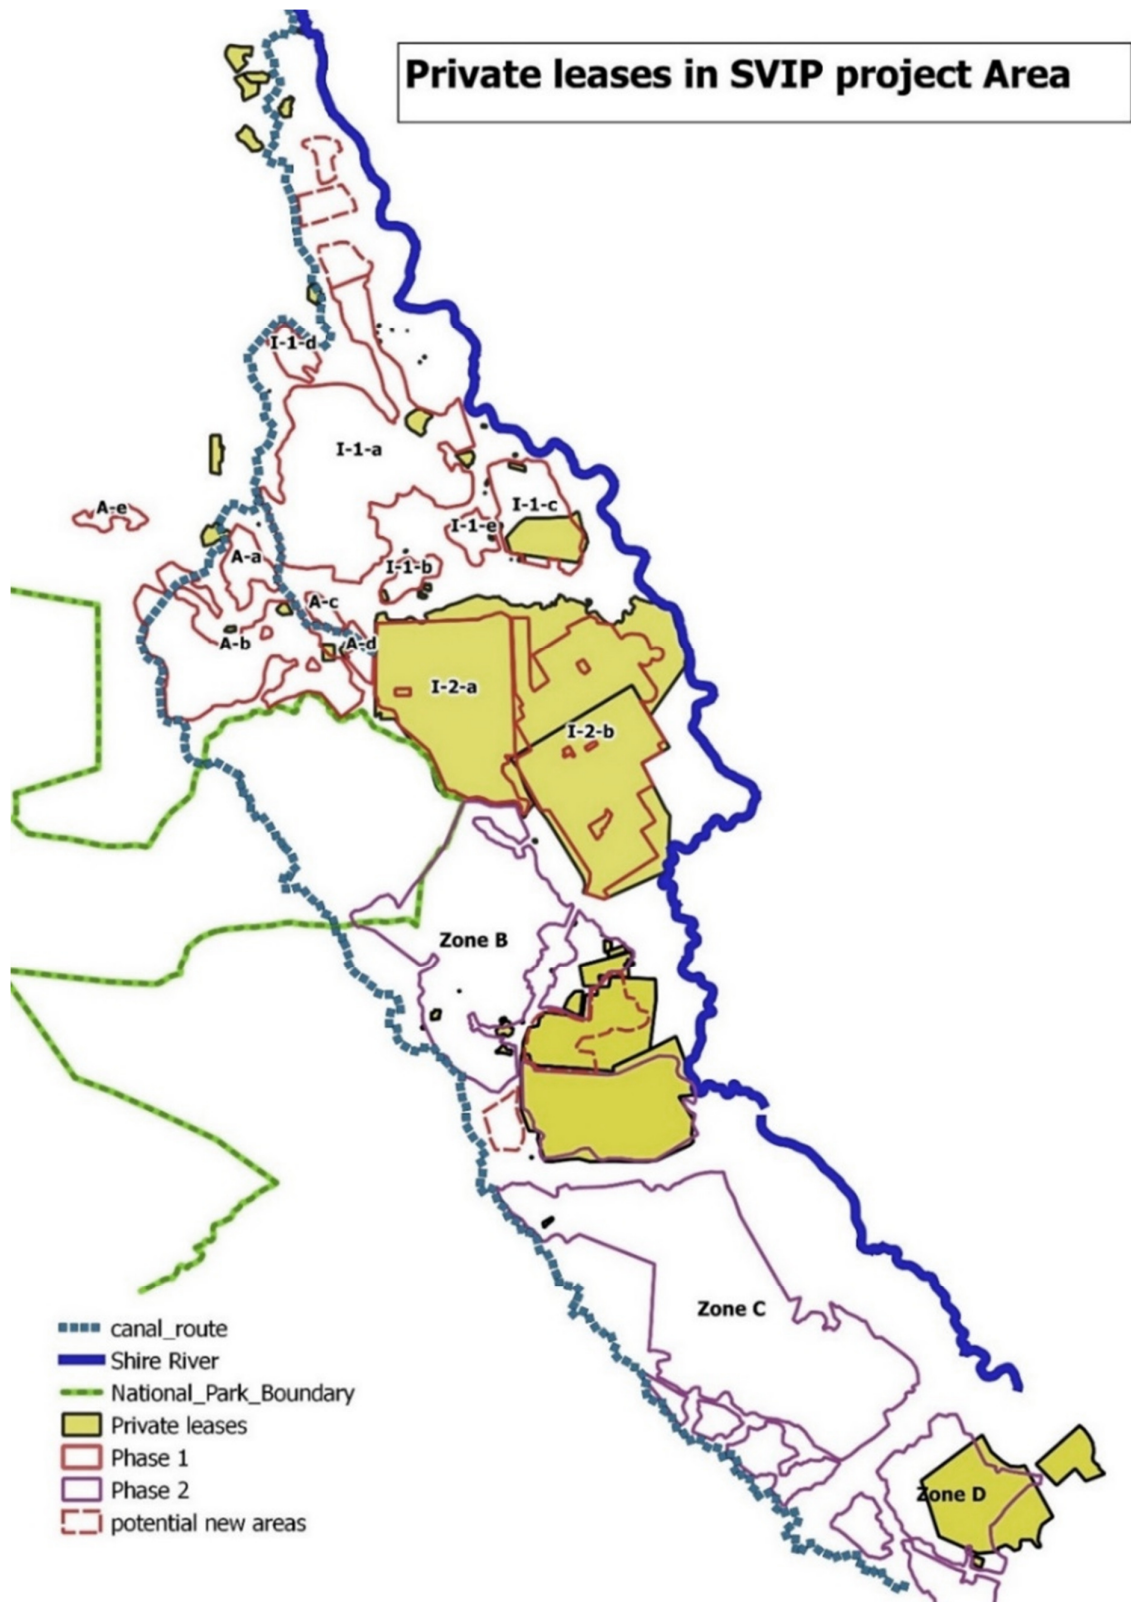 Private leases in SVIP project Area
I-1-d
I-1-a
A-e
I-1-c
I-1-e
A-a
I-1-b
A-c
A-b
A-d
I-2-a
I-2-b
Zone B
Zone C
Zone D
canal_route
Shire River
National_Park_Boundary
Private leases
Phase 1
Phase 2
potential new areas